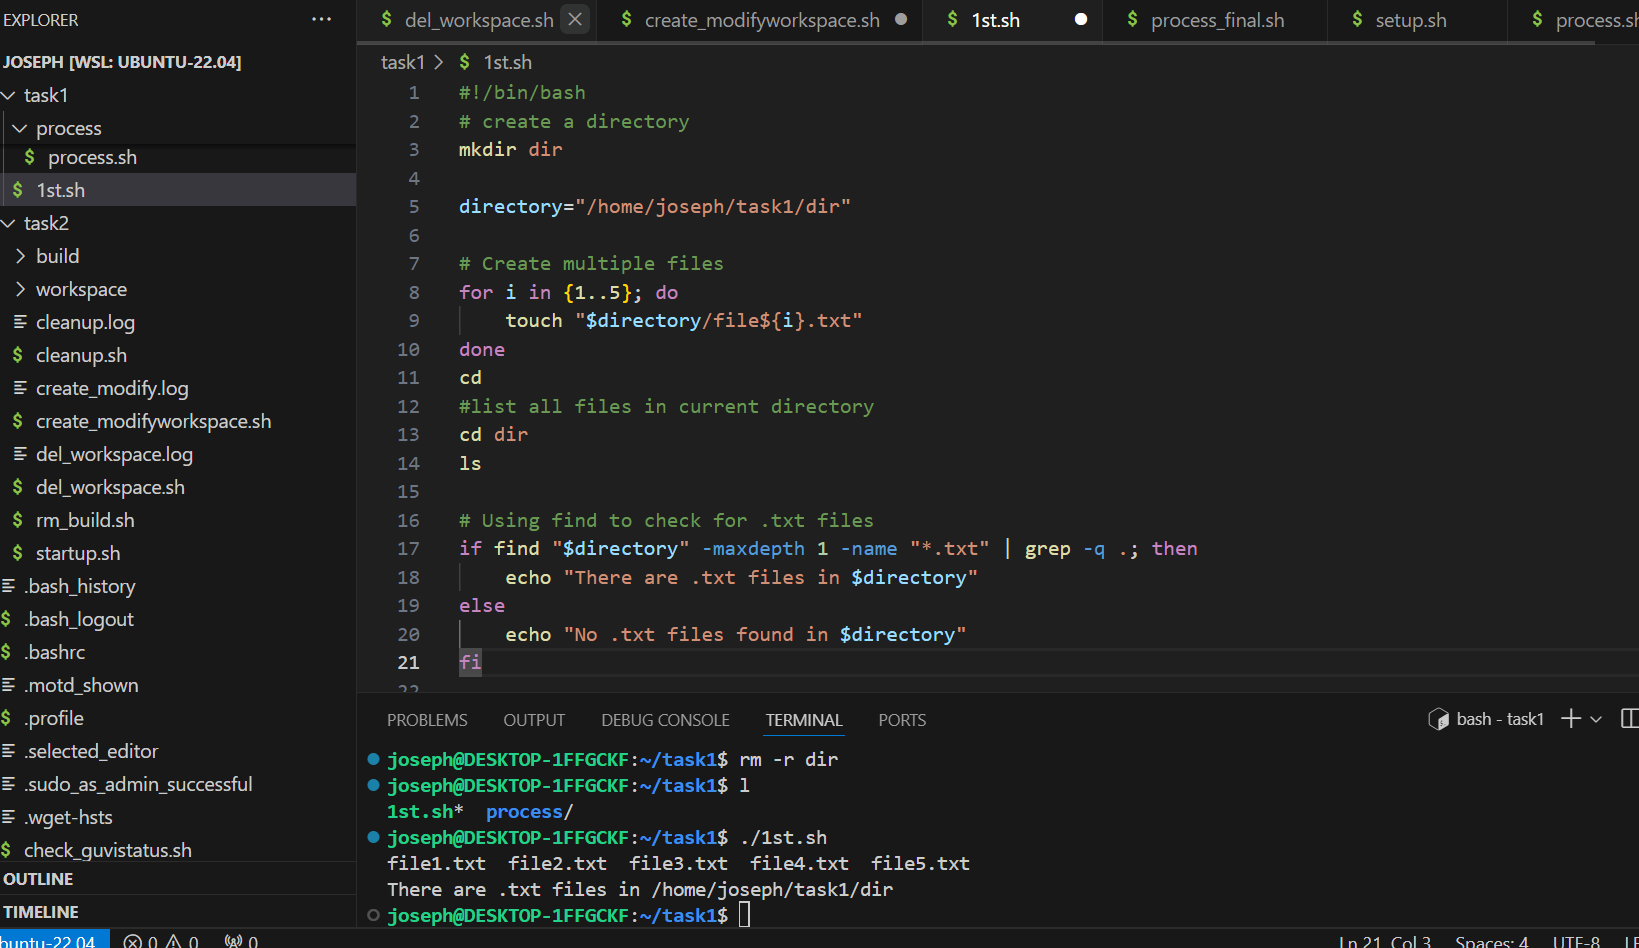 EXPLORER ...
JOSEPH [WSL: UBUNTU-22.04]
task1
process
$ process.sh
$ 1st.sh
task2
build
workspace
cleanup.log
$ cleanup.sh
create_modify.log
$ create_modifyworkspace.sh
del_workspace.log
$ del_workspace.sh
$ rm_build.sh
$ startup.sh
.bash_history
$ .bash_logout
$ .bashrc
.motd_shown
$ .profile
.selected_editor
.sudo_as_admin_successful
.wget-hsts
$ check_guvistatus.sh
OUTLINE
TIMELINE
$ del_workspace.sh $ create_modifyworkspace.sh $ 1st.sh $ process_final.sh $ setup.sh $ process.sh
task1 > $ 1st.sh
1 #!/bin/bash
2 # create a directory
3 mkdir dir
4
5 directory="/home/joseph/task1/dir"
6
7 # Create multiple files
8 for i in {1..5}; do
9     touch "$directory/file${i}.txt"
10 done
11 cd
12 #list all files in current directory
13 cd dir
14 ls
15
16 # Using find to check for .txt files
17 if find "$directory" -maxdepth 1 -name "*.txt" | grep -q .; then
18     echo "There are .txt files in $directory"
19 else
20     echo "No .txt files found in $directory"
21 fi
22
PROBLEMS OUTPUT DEBUG CONSOLE TERMINAL PORTS bash - task1
joseph@DESKTOP-1FFGCKF:~/task1$ rm -r dir
joseph@DESKTOP-1FFGCKF:~/task1$ l
1st.sh*  process/
joseph@DESKTOP-1FFGCKF:~/task1$ ./1st.sh
file1.txt  file2.txt  file3.txt  file4.txt  file5.txt
There are .txt files in /home/joseph/task1/dir
joseph@DESKTOP-1FFGCKF:~/task1$
buntu-22.04 0 0 0 Ln 21, Col 3 Spaces: 4 UTF-8 LF